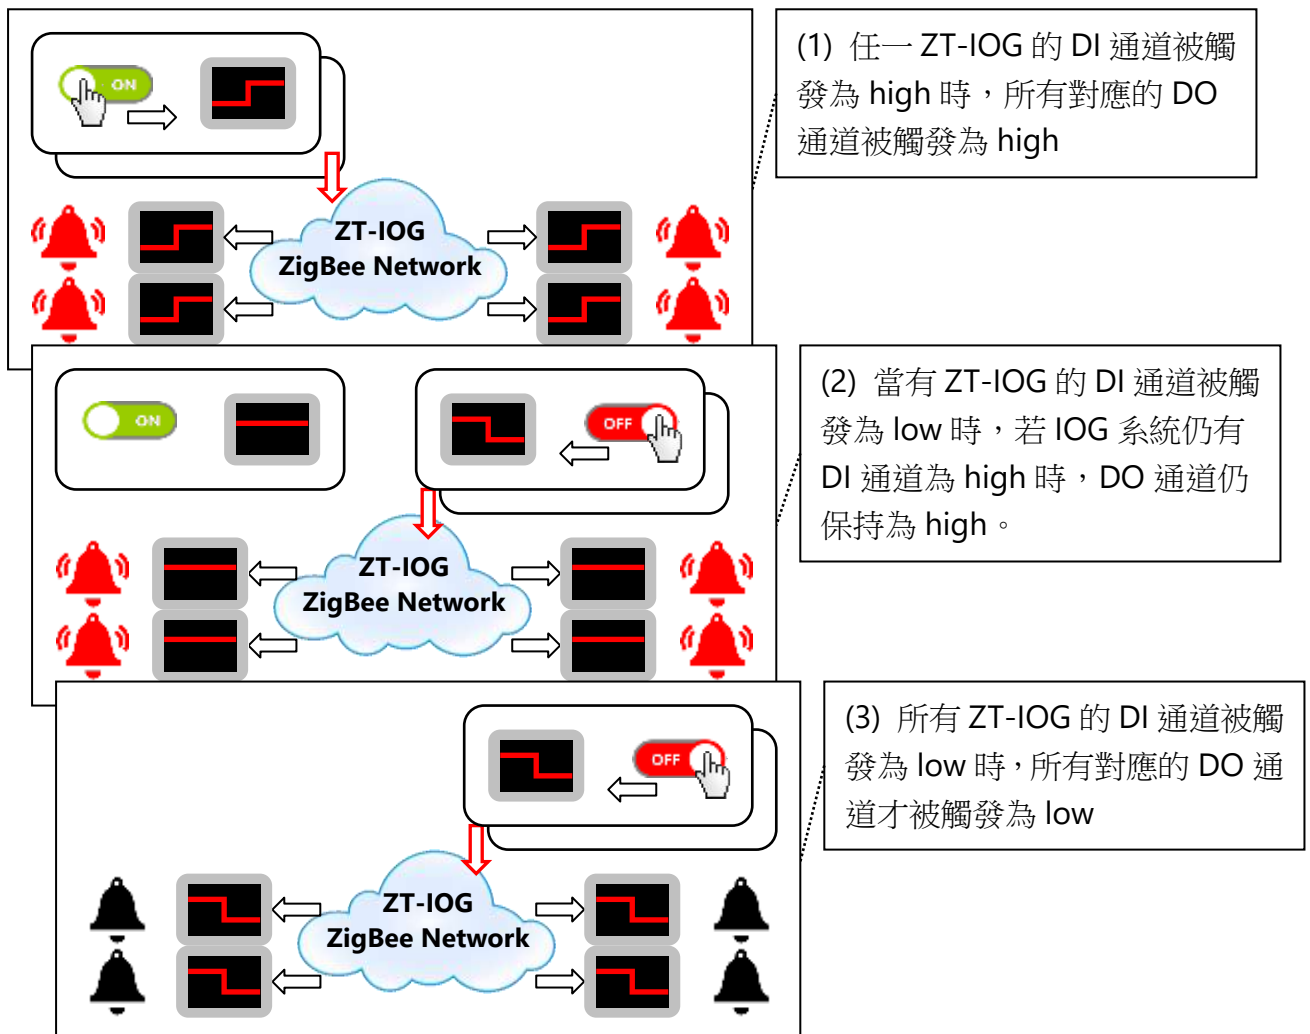 ON
ZT-IOG
ZigBee Network
(1) 任一 ZT-IOG 的 DI 通道被觸
發為 high 時，所有對應的 DO
通道被觸發為 high
ON
OFF
ZT-IOG
ZigBee Network
(2) 當有 ZT-IOG 的 DI 通道被觸
發為 low 時，若 IOG 系統仍有
DI 通道為 high 時，DO 通道仍
保持為 high。
OFF
ZT-IOG
ZigBee Network
(3) 所有 ZT-IOG 的 DI 通道被觸
發為 low 時，所有對應的 DO 通
道才被觸發為 low